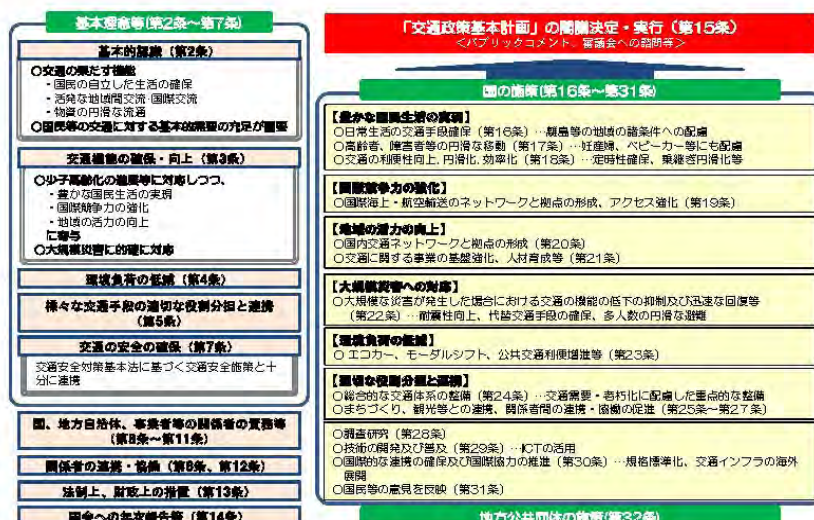 基本理念等(第2条～第7条)
基本的認識（第2条）
○交通の果たす機能
・国民の自立した生活の確保
・活発な地域間交流・国際交流
・物資の円滑な流通
○国民等の交通に対する基本的需要の充足が重要
交通機能の確保・向上（第3条）
○少子高齢化の進展等に対応しつつ、
・豊かな国民生活の実現
・国際競争力の強化
・地域の活力の向上
に寄与
○大規模災害に的確に対応
環境負荷の低減（第4条）
様々な交通手段の適切な役割分担と連携
（第5条）
交通の安全の確保（第7条）
交通安全対策基本法に基づく交通安全施策と十
分に連携
国、地方自治体、事業者等の関係者の責務等
（第8条～第11条）
関係者の連携・協働（第6条、第12条）
法制上、財政上の措置（第13条）
国会への年次報告等（第14条）
「交通政策基本計画」の閣議決定・実行（第15条）
＜パブリックコメント、審議会への諮問等＞
国の施策(第16条～第31条)
【豊かな国民生活の実現】
○日常生活の交通手段確保（第16条）…離島等の地域の諸条件への配慮
○高齢者、障害者等の円滑な移動（第17条）…妊産婦、ベビーカー等にも配慮
○交通の利便性向上、円滑化、効率化（第18条）…定時性確保、乗継ぎ円滑化等
【国際競争力の強化】
○国際海上・航空輸送のネットワークと拠点の形成、アクセス強化（第19条）
【地域の活力の向上】
○国内交通ネットワークと拠点の形成（第20条）
○交通に関する事業の基盤強化、人材育成等（第21条）
【大規模災害への対応】
○大規模な災害が発生した場合における交通の機能の低下の抑制及び迅速な回復等
（第22条）…耐震性向上、代替交通手段の確保、多人数の円滑な避難
【環境負荷の低減】
○エコカー、モーダルシフト、公共交通利便増進等（第23条）
【適切な役割分担と連携】
○総合的な交通体系の整備（第24条）…交通需要・老朽化に配慮した重点的な整備
○まちづくり、観光等との連携、関係者間の連携・協働の促進（第25条～第27条）
○調査研究（第28条）
○技術の開発及び普及（第29条）…ICTの活用
○国際的な連携の確保及び国際協力の推進（第30条）…規格標準化、交通インフラの海外
展開
○国民等の意見を反映（第31条）
地方公共団体の施策(第32条)